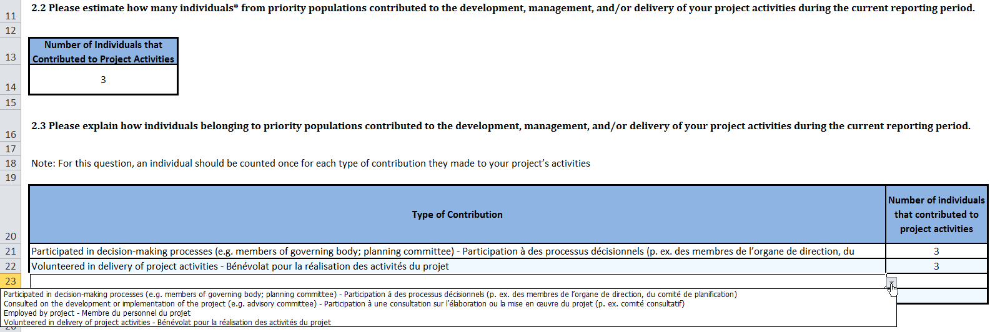 11 2.2 Please estimate how many individuals* from priority populations contributed to the development, management, and/or delivery of your project activities during the current reporting period.
12
Number of Individuals that
13 Contributed to Project Activities
3
14
15
2.3 Please explain how individuals belonging to priority populations contributed to the development, management, and/or delivery of your project activities during the current reporting period.
16
17
18 Note: For this question, an individual should be counted once for each type of contribution they made to your project’s activities
19
Type of Contribution
Number of individuals
that contributed to
project activities
20
21 Participated in decision-making processes (e.g. members of governing body; planning committee) - Participation à des processus décisionnels (p. ex. des membres de l’organe de direction, du 3
22 Volunteered in delivery of project activities - Bénévolat pour la réalisation des activités du projet 3
23
Participated in decision-making processes (e.g. members of governing body; planning committee) - Participation à des processus décisionnels (p. ex. des membres de l’organe de direction, du comité de planification)
Consulted on the development or implementation of the project (e.g. advisory committee) - Participation à une consultation sur l’élaboration ou la mise en œuvre du projet (p. ex. comité consultatif)
Employed by project - Membre du personnel du projet
Volunteered in delivery of project activities - Bénévolat pour la réalisation des activités du projet